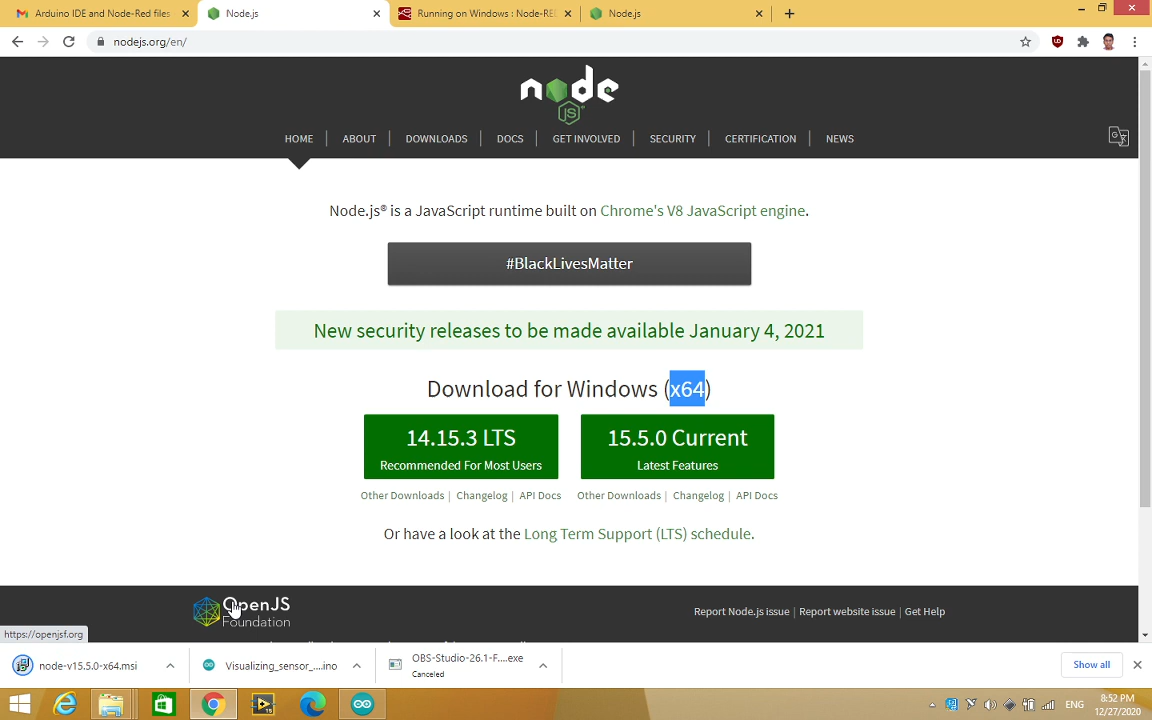 Arduino IDE and Node-Red files
Node.js
Running on Windows : Node-RED
Node.js
nodejs.org/en/
node
JS
HOME
ABOUT
DOWNLOADS
DOCS
GET INVOLVED
SECURITY
CERTIFICATION
NEWS
Node.js® is a JavaScript runtime built on Chrome's V8 JavaScript engine.
#BlackLivesMatter
New security releases to be made available January 4, 2021
Download for Windows (x64)
14.15.3 LTS
Recommended For Most Users
15.5.0 Current
Latest Features
Other Downloads | Changelog | API Docs
Other Downloads | Changelog | API Docs
Or have a look at the Long Term Support (LTS) schedule.
OpenJS
Foundation
Report Node.js issue | Report website issue | Get Help
https://openjsf.org
node-v15.5.0-x64.msi
Visualizing_sensor_....ino
OBS-Studio-26.1-F....exe
Canceled
Show all
ENG
8:52 PM
12/27/2020